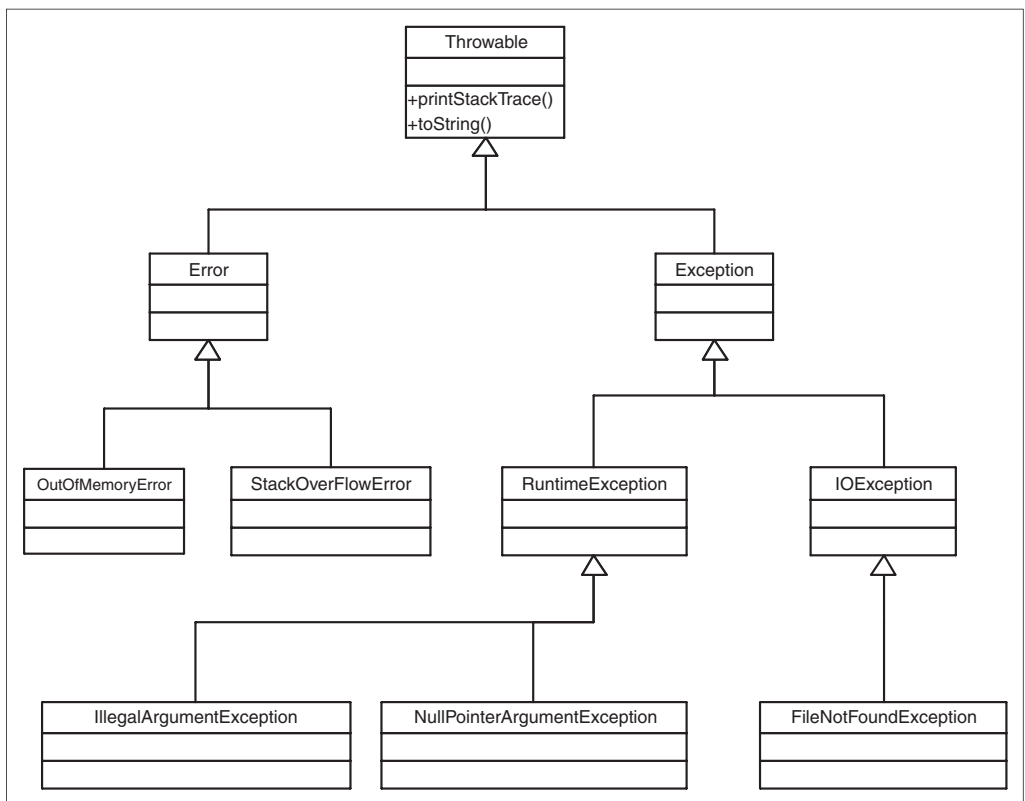 Throwable
+printStackTrace()
+toString()
Error
Exception
OutOfMemoryError
StackOverFlowError
RuntimeException
IOException
IllegalArgumentException
NullPointerArgumentException
FileNotFoundException